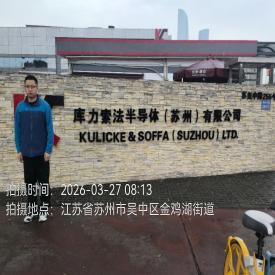 库力索法半导体（苏州）有限公司
KULICKE & SOFFA (SUZHOU) LTD.
拍摄时间：2026-03-27 08:13
拍摄地点：江苏省苏州市吴中区金鸡湖街道